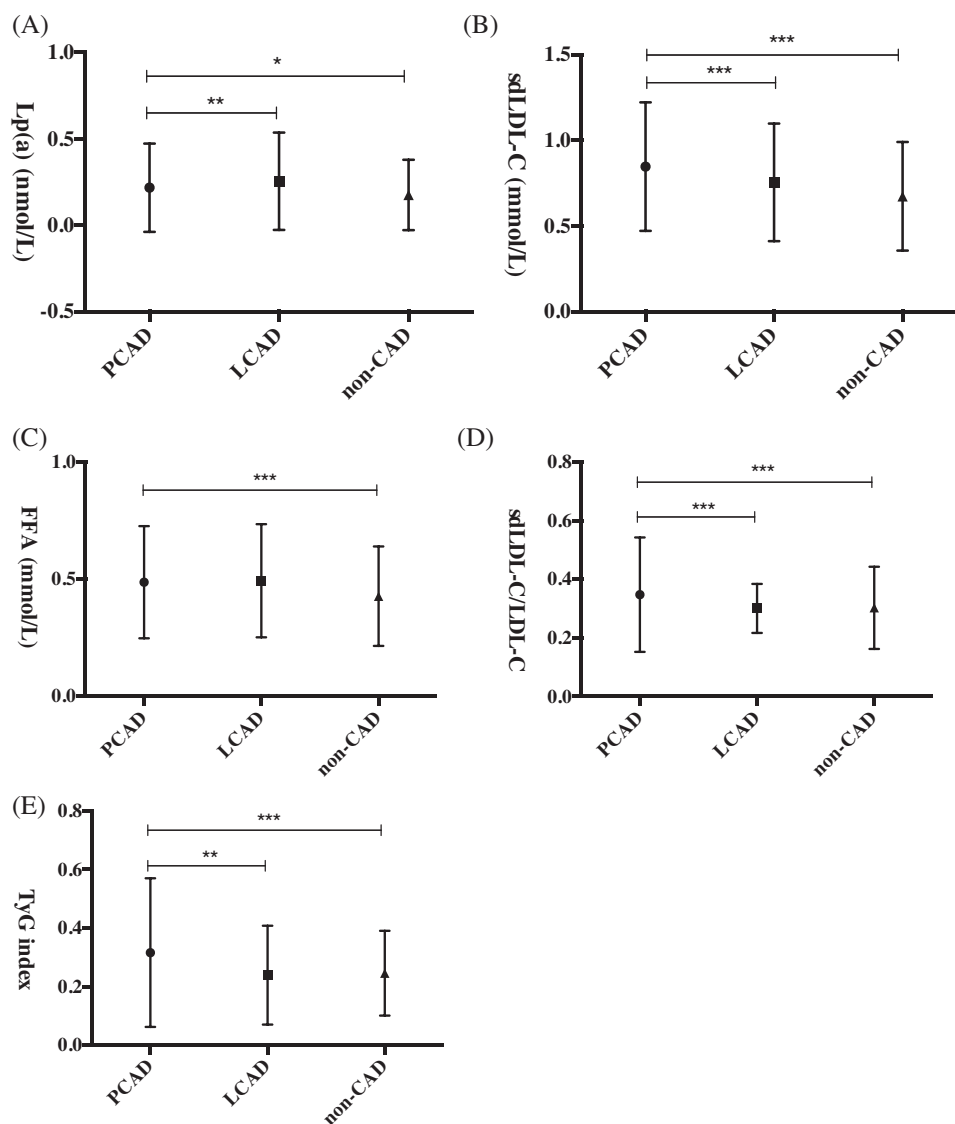 (A)
1.0
0.5
0.0
-0.5
Lp(a) (nmol/L)
*
**
PCAD
LCAD
non-CAD
(B)
1.5
1.0
0.5
0.0
sdLDL-C (mmol/L)
***
***
PCAD
LCAD
non-CAD
(C)
1.0
0.5
0.0
FFA (mmol/L)
***
PCAD
LCAD
non-CAD
(D)
0.8
0.6
0.4
0.2
0.0
sdLDL-C/LDL-C
***
***
PCAD
LCAD
non-CAD
(E)
0.8
0.6
0.4
0.2
0.0
TyG index
***
**
PCAD
LCAD
non-CAD